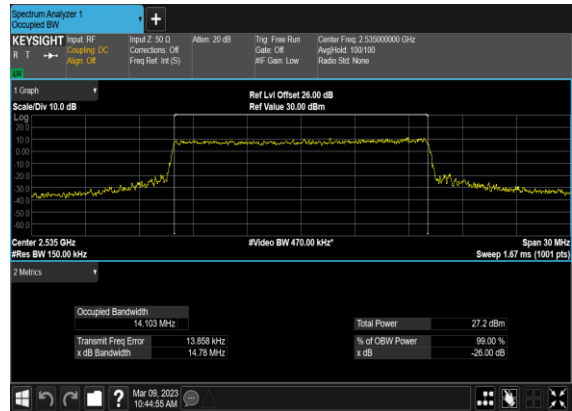 Spectrum Analyzer 1
Occupied BW
+
KEYSIGHT
R T
LW
Input: RF
Coupling: DC
Align: Off
Input Z: 50 Ω
Corrections: Off
Freq Ref: Int (S)
Atten: 20 dB
Trig: Free Run
Gate: Off
#IF Gain: Low
Center Freq: 2.535000000 GHz
Avg|Hold: 100/100
Radio Std: None
1 Graph
Scale/Div 10.0 dB
Ref Lvl Offset 26.00 dB
Ref Value 30.00 dBm
Log
20.0
10.0
0.00
-10.0
-20.0
-30.0
-40.0
-50.0
-60.0
Center 2.535 GHz
#Res BW 150.00 kHz
#Video BW 470.00 kHz*
Span 30 MHz
Sweep 1.67 ms (1001 pts)
2 Metrics
Occupied Bandwidth
14.103 MHz
Transmit Freq Error 13.858 kHz
x dB Bandwidth 14.78 MHz
Total Power 27.2 dBm
% of OBW Power 99.00 %
x dB -26.00 dB
?
Mar 09, 2023
10:44:55 AM